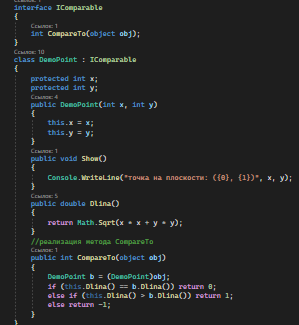 interface IComparable
{
Ссылок: 1
int CompareTo(object obj);
}
Ссылок: 10
class DemoPoint : IComparable
{
protected int x;
protected int y;
Ссылок: 4
public DemoPoint(int x, int y)
{
this.x = x;
this.y = y;
}
Ссылок: 1
public void Show()
{
Console.WriteLine("точка на плоскости: ({0}, {1})", x, y);
}
Ссылок: 5
public double Dlina()
{
return Math.Sqrt(x * x + y * y);
}
//реализация метода CompareTo
Ссылок: 1
public int CompareTo(object obj)
{
DemoPoint b = (DemoPoint)obj;
if (this.Dlina() == b.Dlina()) return 0;
else if (this.Dlina() > b.Dlina()) return 1;
else return -1;
}
}